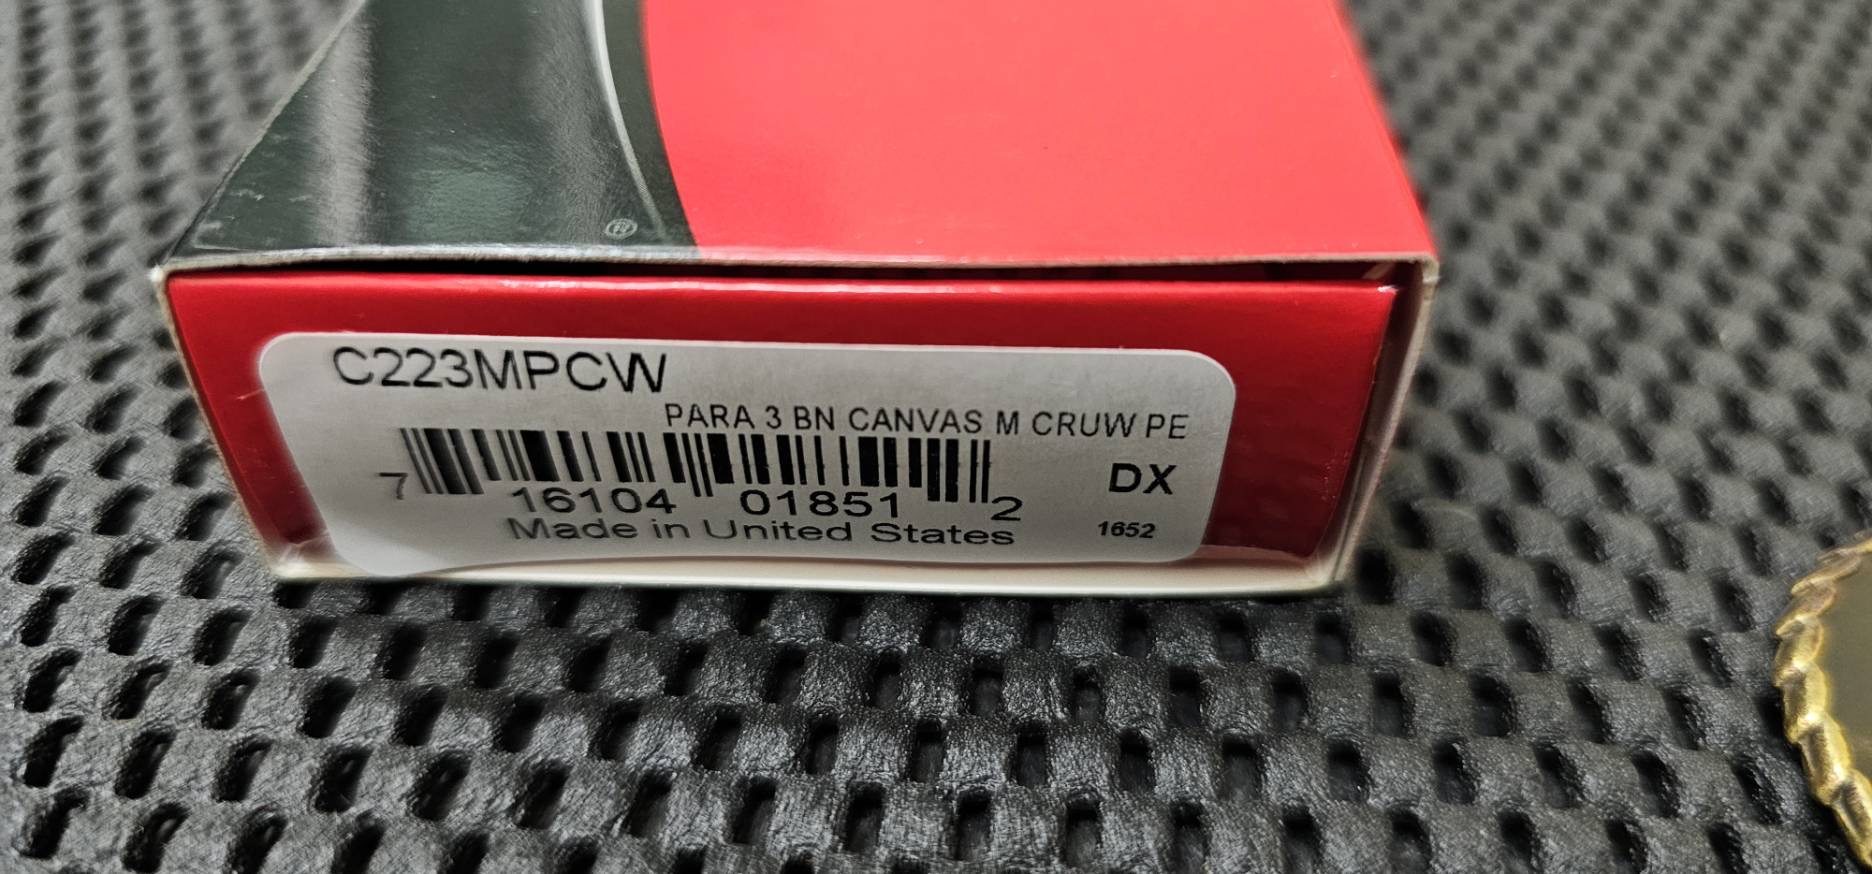 C223MPCW
PARA 3 BN CANVAS M CRUW PE
7 16104 01851 2
DX
Made in United States
1652